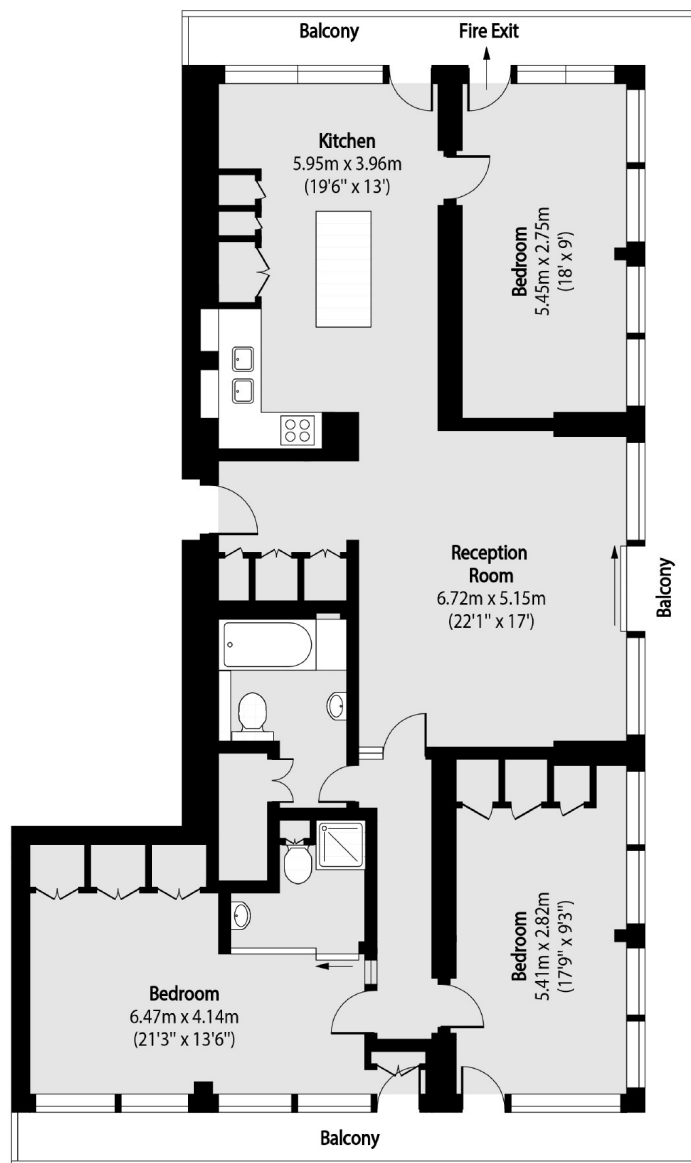 Balcony
Fire Exit
Kitchen
5.95m x 3.96m
(19'6" x 13')
Bedroom
5.45m x 2.75m
(18' x 9')
Reception
Room
6.72m x 5.15m
(22'1" x 17')
Balcony
Bedroom
5.41m x 2.82m
(17'9" x 9'3")
Bedroom
6.47m x 4.14m
(21'3" x 13'6")
Balcony